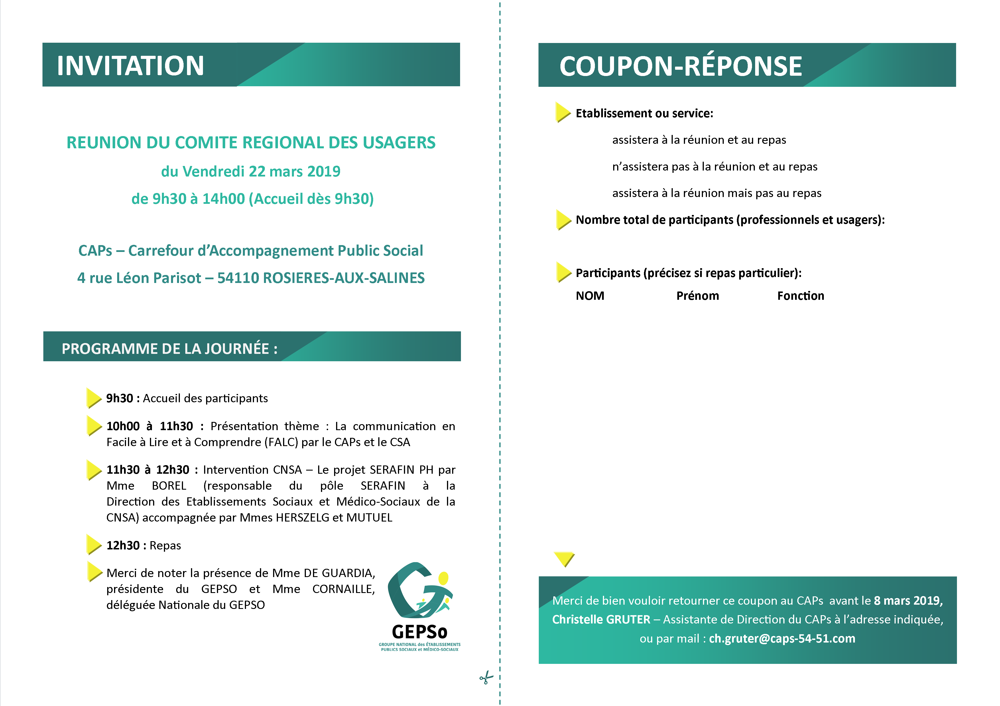 INVITATION
REUNION DU COMITE REGIONAL DES USAGERS
du Vendredi 22 mars 2019
de 9h30 à 14h00 (Accueil dès 9h30)
CAPs – Carrefour d’Accompagnement Public Social
4 rue Léon Parisot – 54110 ROSIERES-AUX-SALINES
PROGRAMME DE LA JOURNÉE :
9h30 : Accueil des participants
10h00 à 11h30 : Présentation thème : La communication en
Facile à Lire et à Comprendre (FALC) par le CAPs et le CSA
11h30 à 12h30 : Intervention CNSA – Le projet SERAFIN PH par
Mme BOREL (responsable du pôle SERAFIN à la
Direction des Etablissements Sociaux et Médico-Sociaux de la
CNSA) accompagnée par Mmes HERSZELG et MUTUEL
12h30 : Repas
Merci de noter la présence de Mme DE GUARDIA,
présidente du GEPSO et Mme CORNAILLE,
déléguée Nationale du GEPSO
GEPSo
GROUPE NATIONAL des ÉTABLISSEMENTS
PUBLICS SOCIAUX et MÉDICO-SOCIAUX
COUPON-RÉPONSE
Etablissement ou service:
assistera à la réunion et au repas
n’assistera pas à la réunion et au repas
assistera à la réunion mais pas au repas
Nombre total de participants (professionnels et usagers):
Participants (précisez si repas particulier):
NOM Prénom Fonction
Merci de bien vouloir retourner ce coupon au CAPs avant le 8 mars 2019,
Christelle GRUTER – Assistante de Direction du CAPs à l’adresse indiquée,
ou par mail : ch.gruter@caps-54-51.com